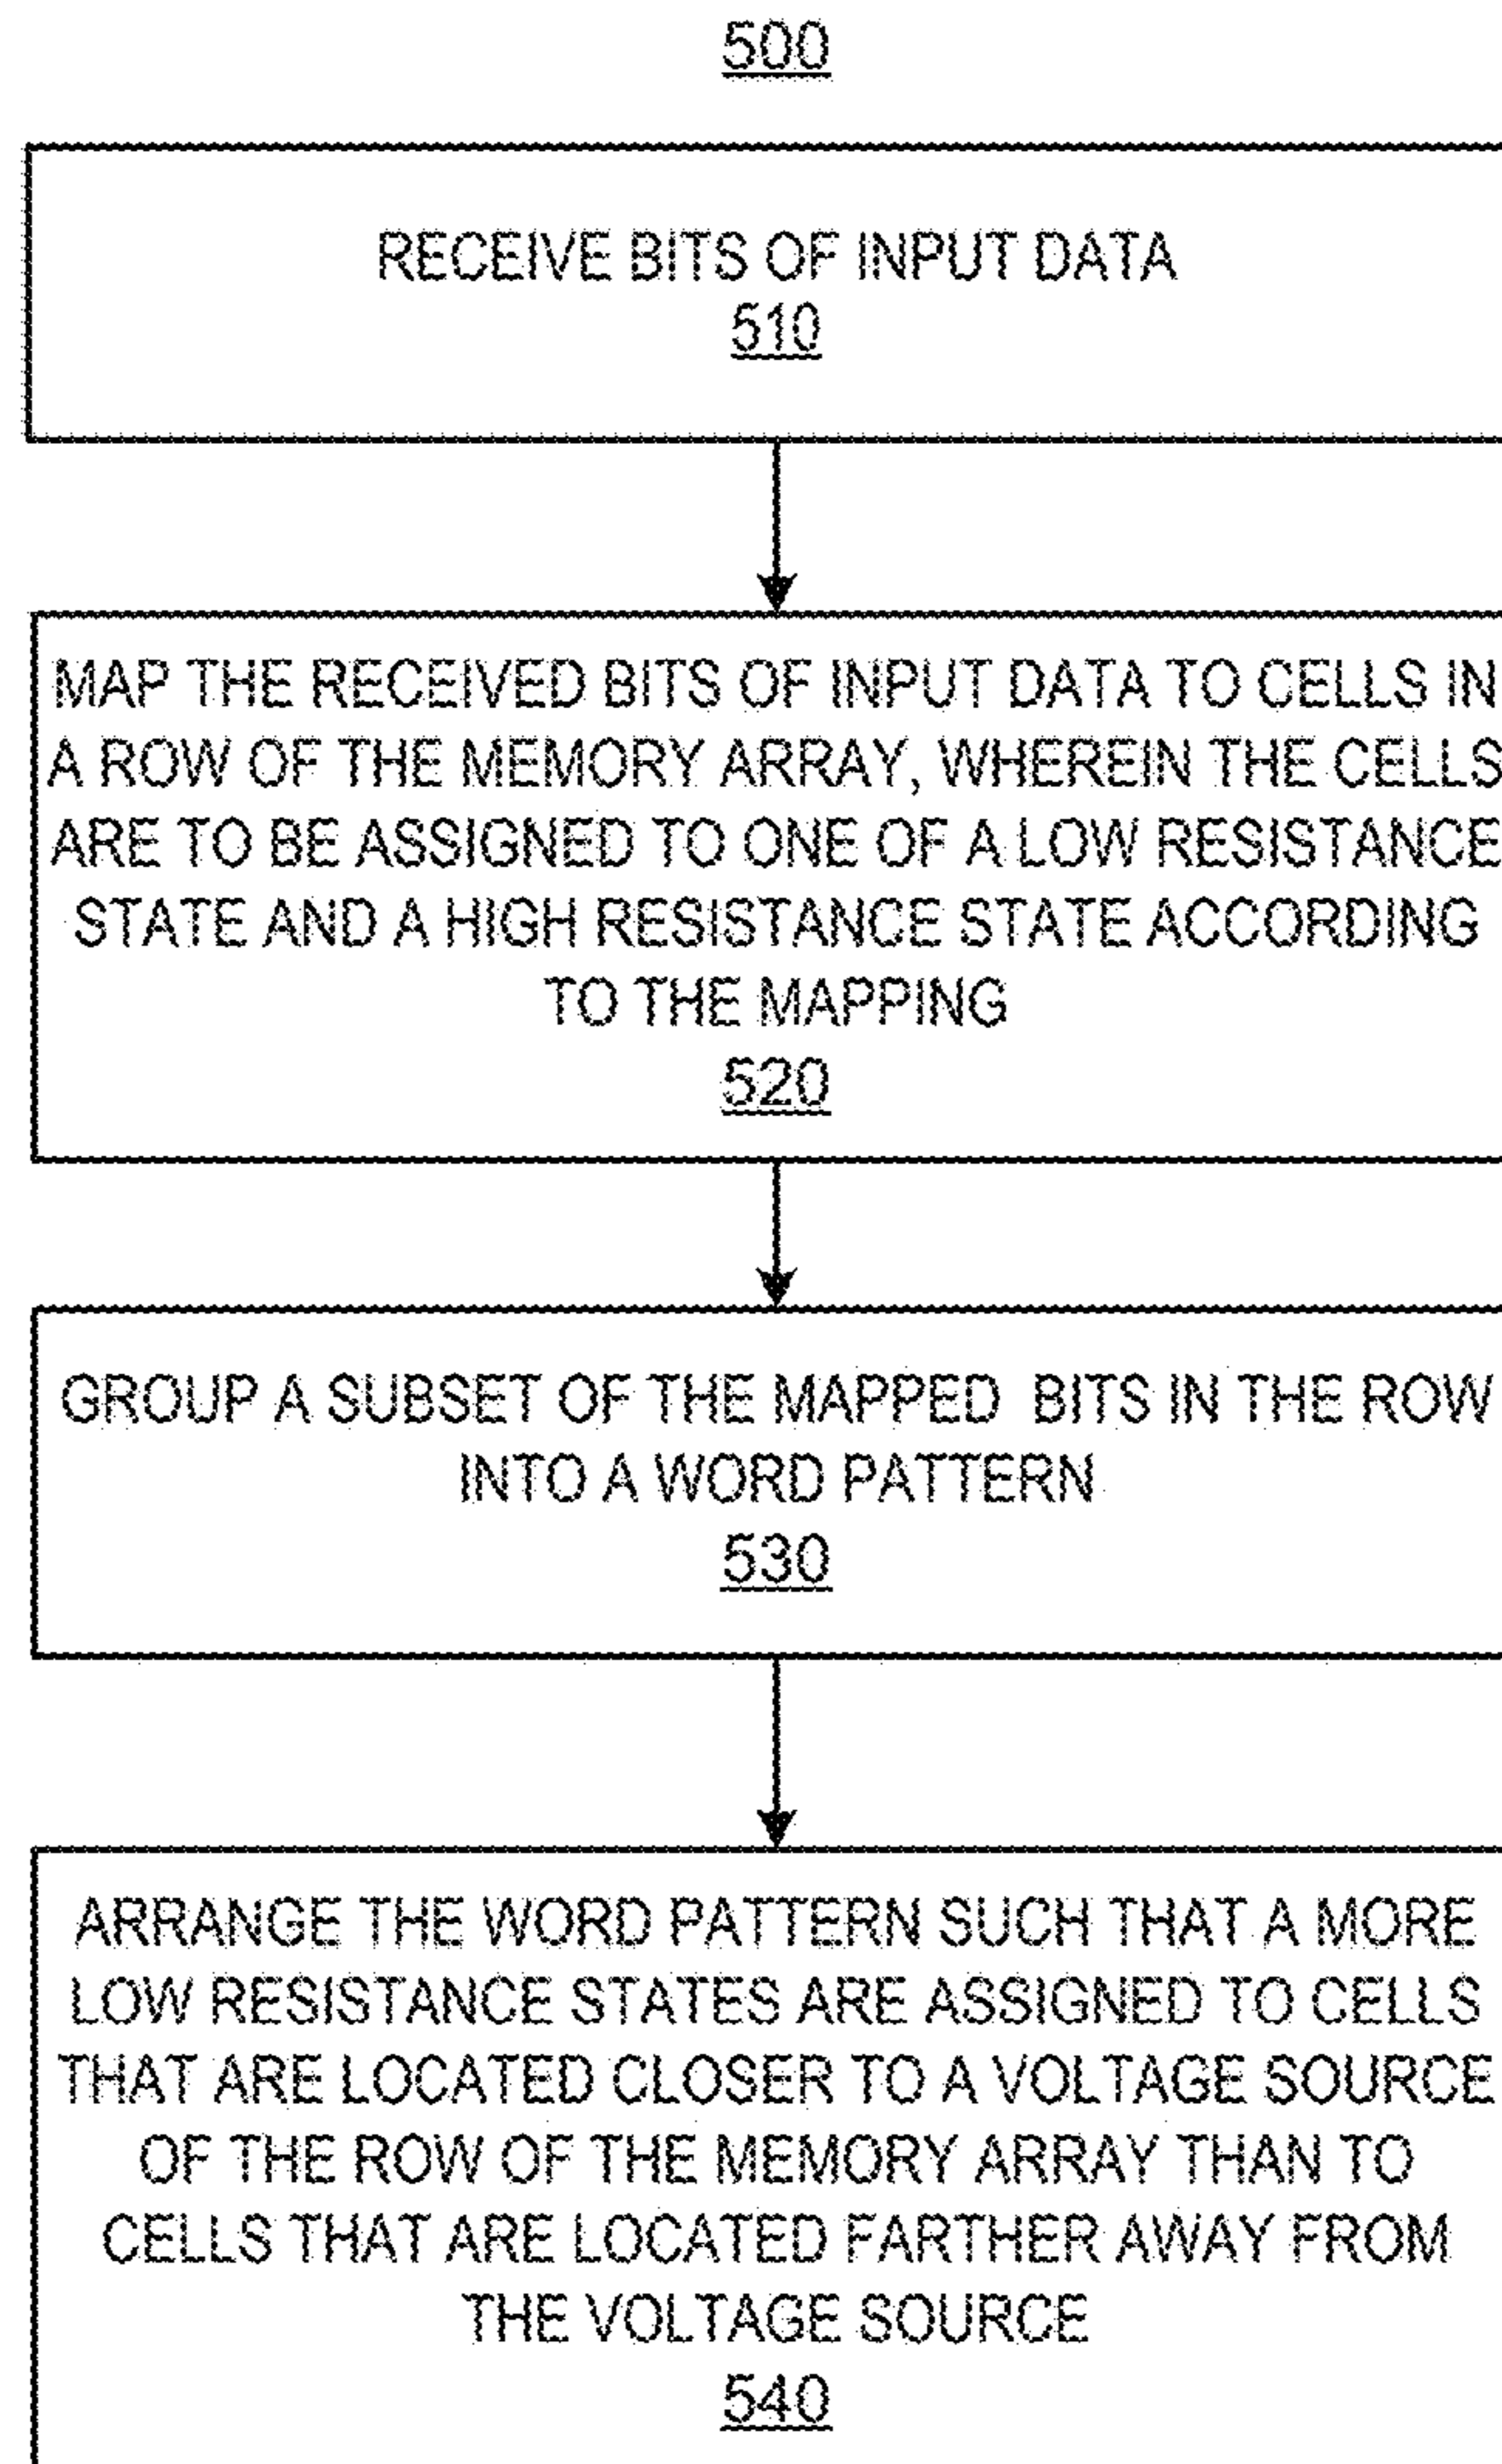 500
RECEIVE BITS OF INPUT DATA
510
MAP THE RECEIVED BITS OF INPUT DATA TO CELLS IN
A ROW OF THE MEMORY ARRAY, WHEREIN THE CELLS
ARE TO BE ASSIGNED TO ONE OF A LOW RESISTANCE
STATE AND A HIGH RESISTANCE STATE ACCORDING
TO THE MAPPING
520
GROUP A SUBSET OF THE MAPPED BITS IN THE ROW
INTO A WORD PATTERN
530
ARRANGE THE WORD PATTERN SUCH THAT A MORE
LOW RESISTANCE STATES ARE ASSIGNED TO CELLS
THAT ARE LOCATED CLOSER TO A VOLTAGE SOURCE
OF THE ROW OF THE MEMORY ARRAY THAN TO
CELLS THAT ARE LOCATED FARTHER AWAY FROM
THE VOLTAGE SOURCE
540